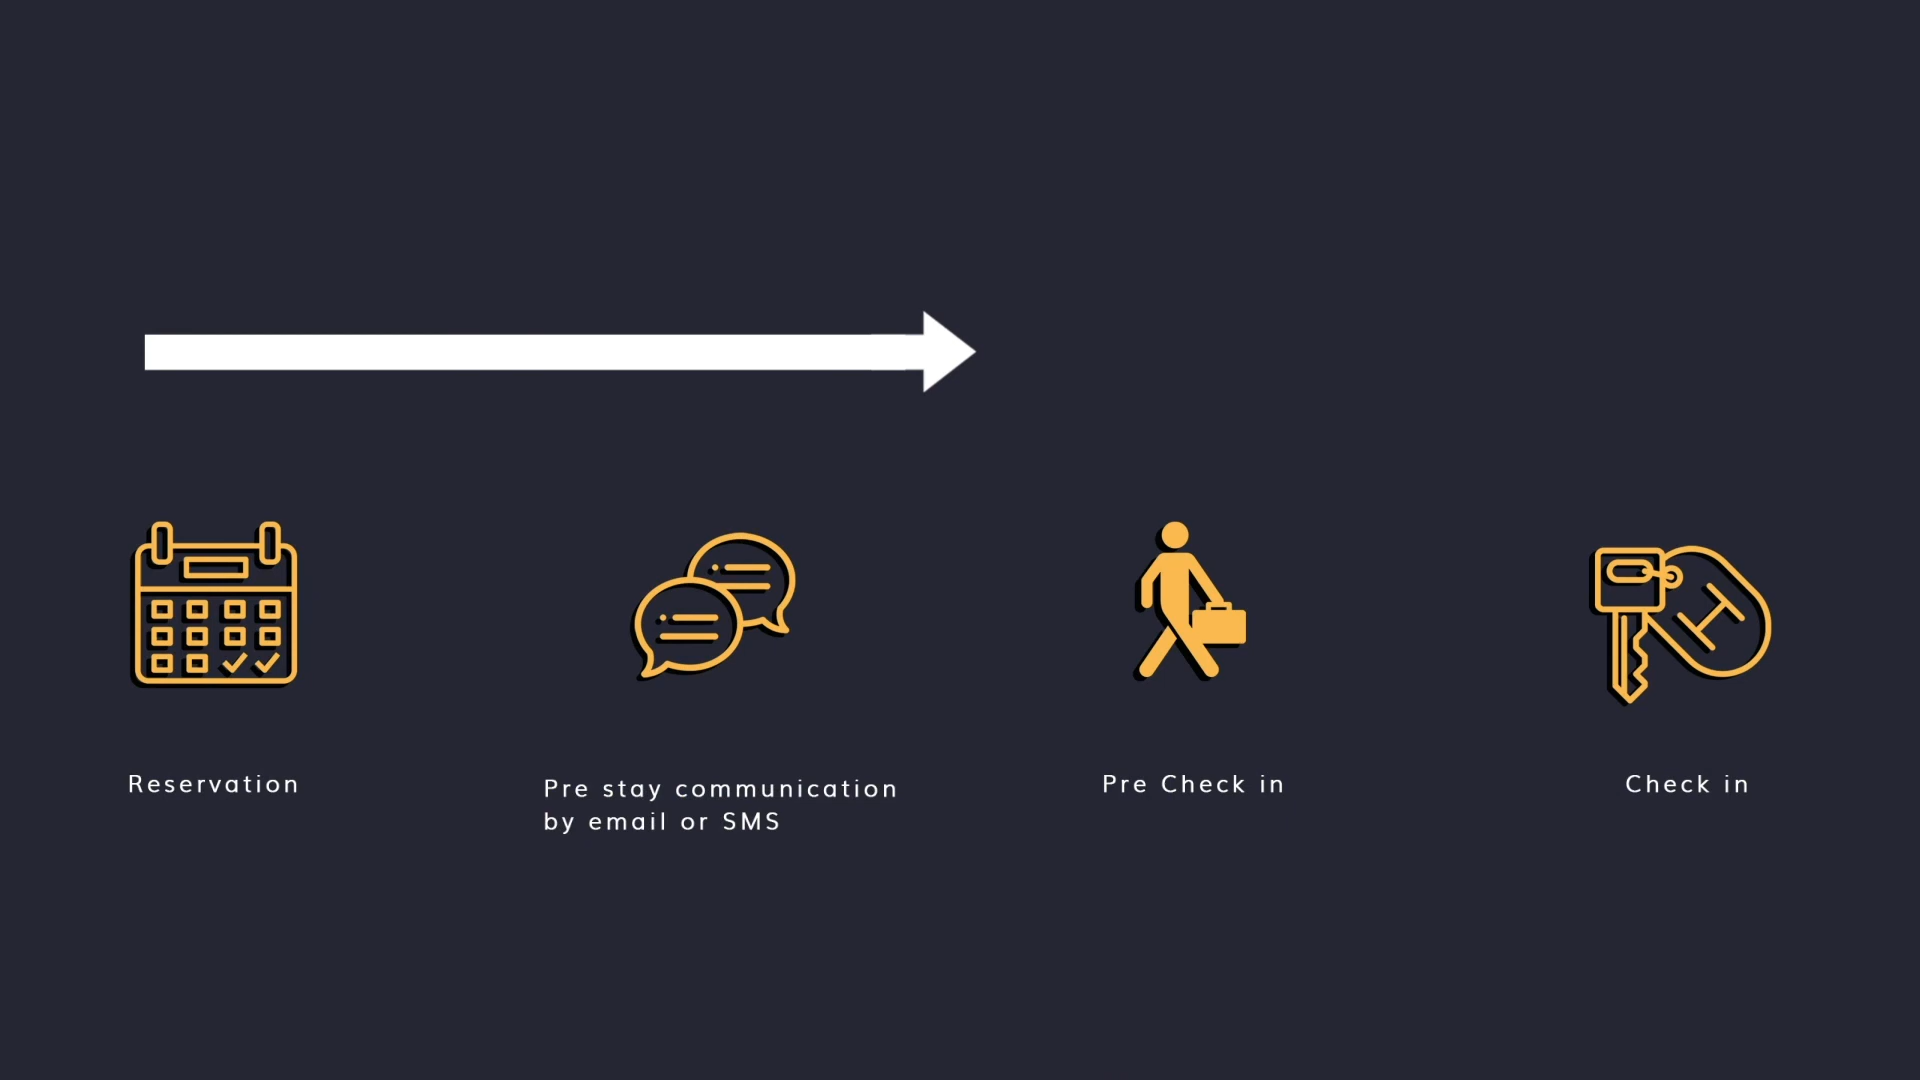 Reservation
Pre stay communication
by email or SMS
Pre Check in
Check in
H